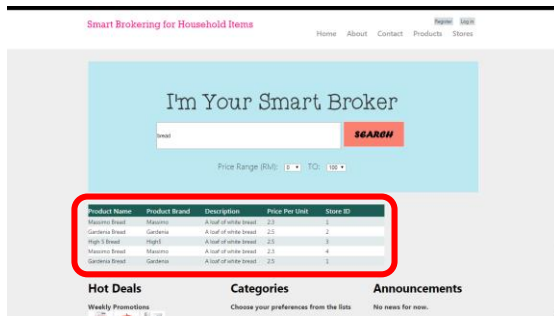 Smart Brokering for Household Items
Register Log in
Home About Contact Products Stores
I'm Your Smart Broker
bread
SEARCH
Price Range (RM): 0 TO: 100
Product Name Product Brand Description Price Per Unit Store ID
Massimo Bread Massimo A loaf of white bread 2.5 1
Gardenia Bread Gardenia A loaf of white bread 2.5 2
High 5 Bread High5 A loaf of white bread 2.5 3
Massimo Bread Massimo A loaf of white bread 2.3 4
Gardenia Bread Gardenia A loaf of white bread 2.5 1
Hot Deals Categories Announcements
Weekly Promotions Choose your preferences from the lists No news for now.